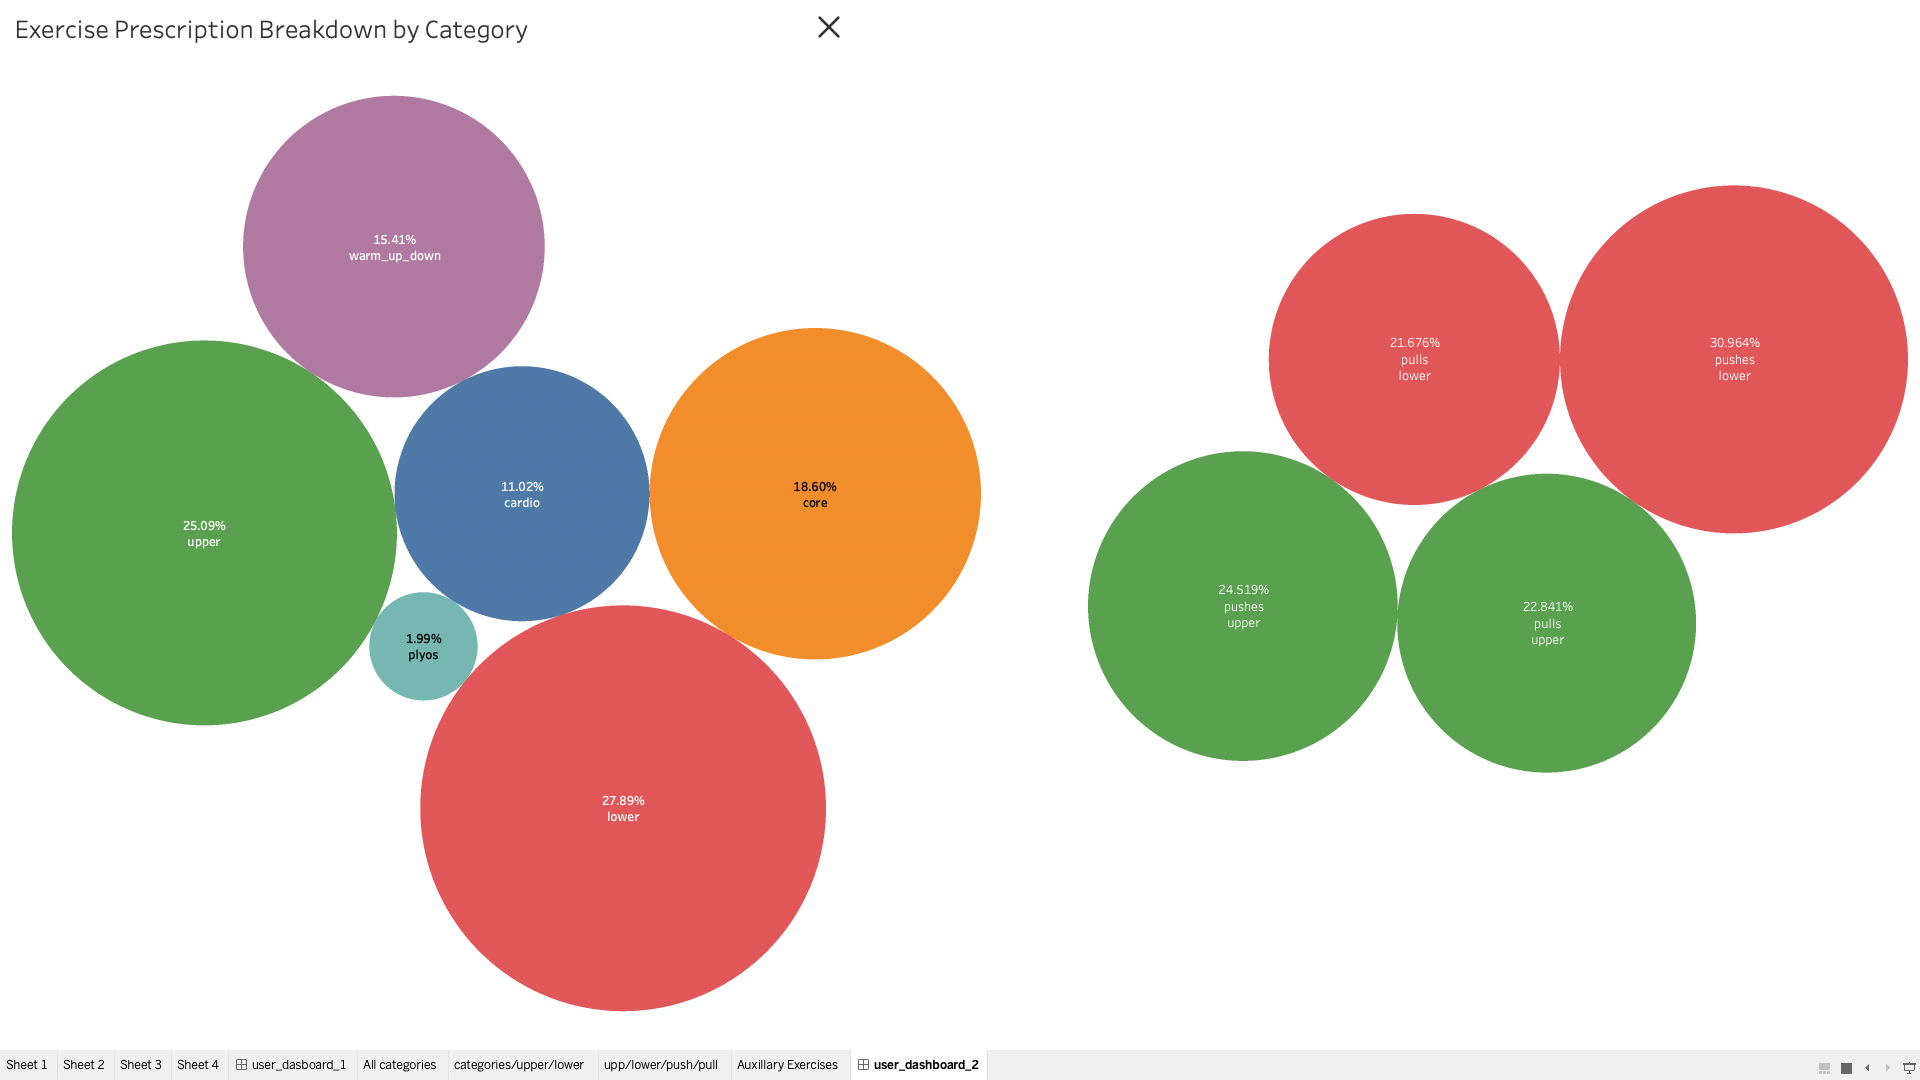 Exercise Prescription Breakdown by Category
15.41%
warm_up_down
25.09%
upper
11.02%
cardio
18.60%
core
1.99%
plyos
27.89%
lower
21.676%
pulls
lower
30.964%
pushes
lower
24.519%
pushes
upper
22.841%
pulls
upper
Sheet 1
Sheet 2
Sheet 3
Sheet 4
user_dasboard_1
All categories
categories/upper/lower
upp/lower/push/pull
Auxillary Exercises
user_dashboard_2